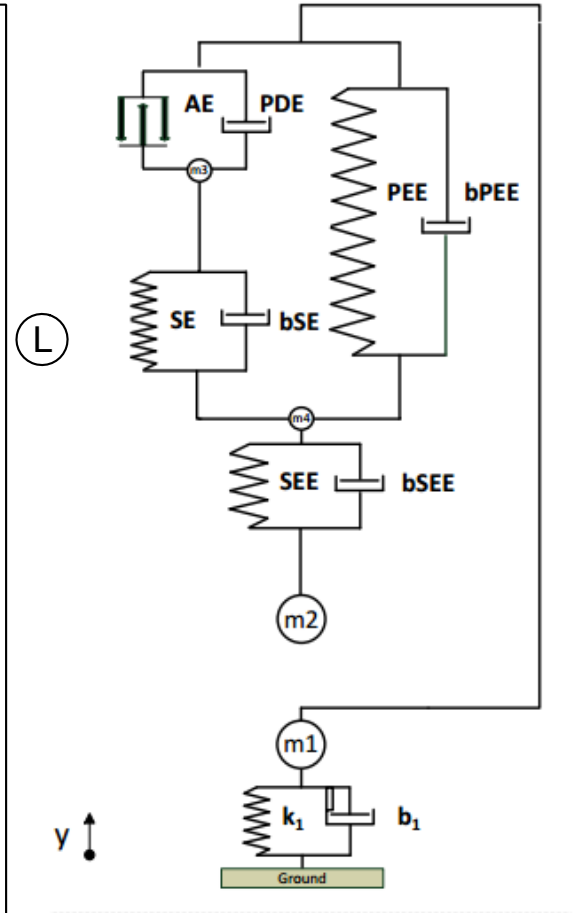 AE PDE
m3
PEE bPEE
SE bSE
L
m4
SEE bSEE
m2
m1
k₁ b₁
y
Ground